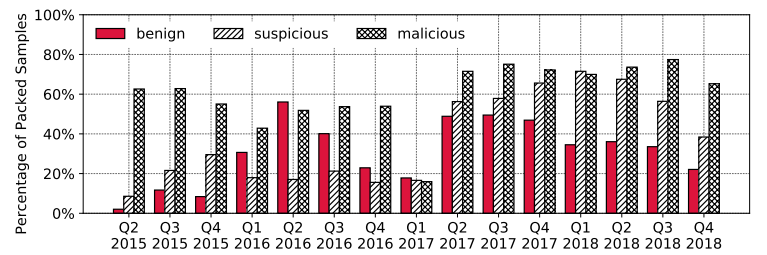 Percentage of Packed Samples
100%
80%
60%
40%
20%
0%
benign suspicious malicious
Q2 Q3 Q4 Q1 Q2 Q3 Q4 Q1 Q2 Q3 Q4 Q1 Q2 Q3 Q4
2015 2015 2015 2016 2016 2016 2016 2017 2017 2017 2017 2018 2018 2018 2018